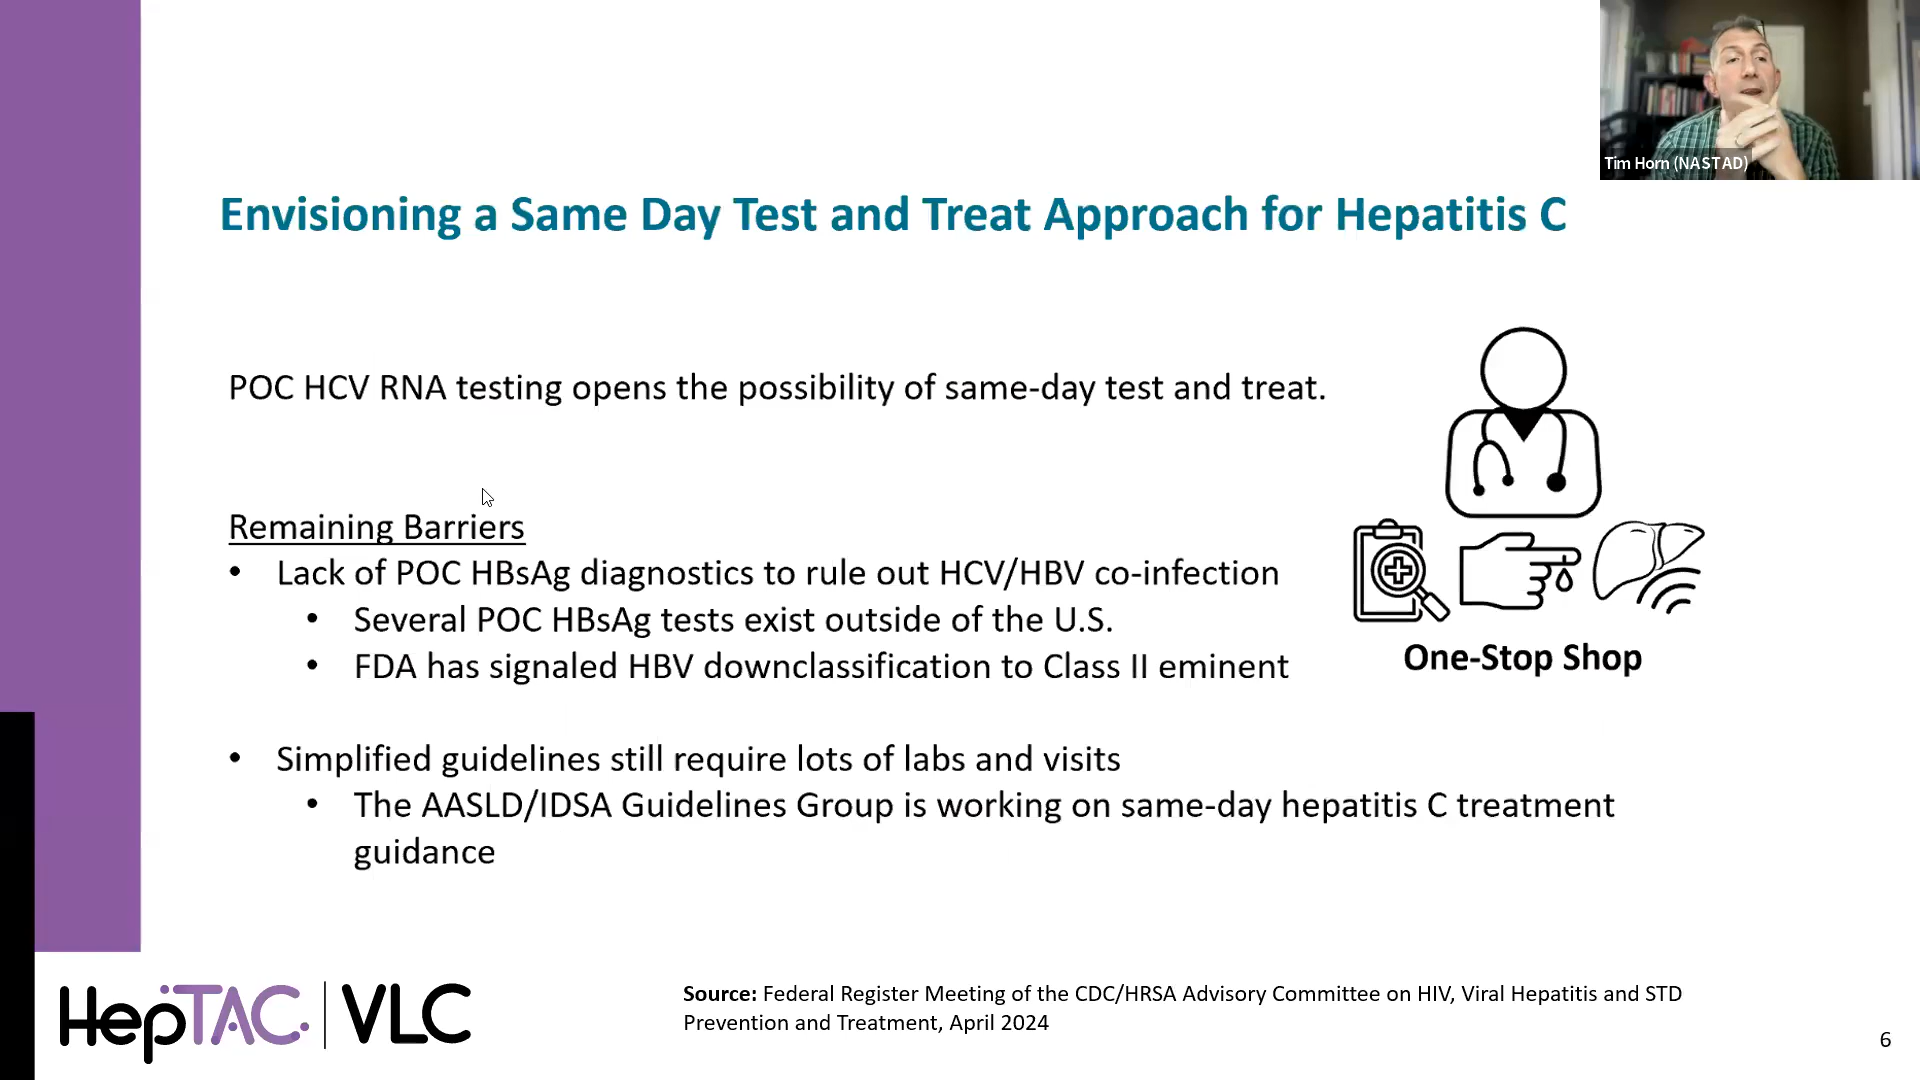 Tim Horn (NASTAD)
Envisioning a Same Day Test and Treat Approach for Hepatitis C
POC HCV RNA testing opens the possibility of same-day test and treat.
Remaining Barriers
• Lack of POC HBsAg diagnostics to rule out HCV/HBV co-infection
• Several POC HBsAg tests exist outside of the U.S.
• FDA has signaled HBV downclassification to Class II eminent
One-Stop Shop
• Simplified guidelines still require lots of labs and visits
• The AASLD/IDSA Guidelines Group is working on same-day hepatitis C treatment
guidance
HepTAC | VLC
Source: Federal Register Meeting of the CDC/HRSA Advisory Committee on HIV, Viral Hepatitis and STD
Prevention and Treatment, April 2024
6